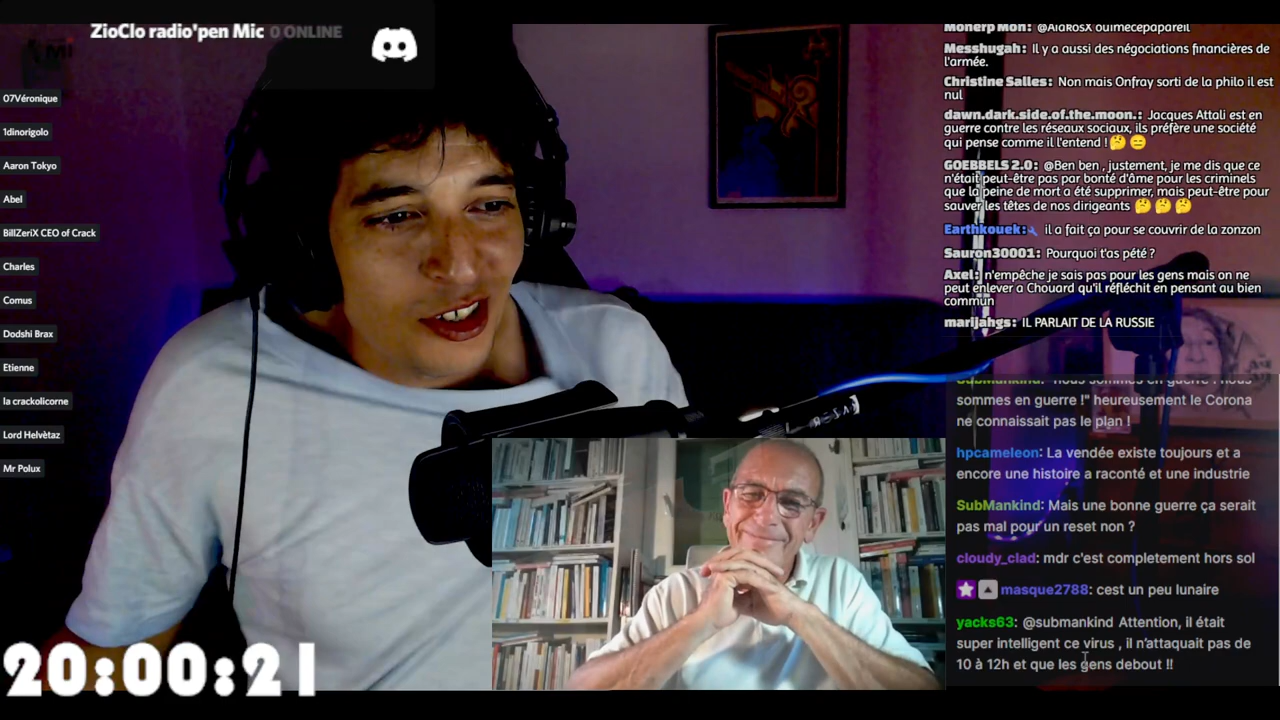 ZioClo radio'pen Mic 0 ONLINE
07Véronique
1dinorigolo
Aaron Tokyo
Abel
BillZeriX CEO of Crack
Charles
Comus
Dodshi Brax
Etienne
la crackolicorne
Lord Helvètaz
Mr Polux
20:00:21
Monerp Mon: @AiaRosX ouimecepapareil
Messhugah: Il y a aussi des négociations financières de
l'armée.
Christine Salles: Non mais Onfray sorti de la philo il est
nul
dawn.dark.side.of.the.moon.: Jacques Attali est en
guerre contre les réseaux sociaux, ils préfère une société
qui pense comme il l'entend ! 🤔 😑
GOEBBELS 2.0: @Ben ben , justement, je me dis que ce
n'était peut-être pas par bonté d'âme pour les criminels
que la peine de mort a été supprimer, mais peut-être pour
sauver les têtes de nos dirigeants 🤔 🤔 🤔
Earthkouek: il a fait ça pour se couvrir de la zonzon
Sauron30001: Pourquoi t'as pété ?
Axel: n'empêche je sais pas pour les gens mais on ne
peut enlever a Chouard qu'il réfléchit en pensant au bien
commun
marijahgs: IL PARLAIT DE LA RUSSIE
SubMankind: "nous sommes en guerre ! nous
sommes en guerre !" heureusement le Corona
ne connaissait pas le plan !
hpcameleon: La vendée existe toujours et a
encore une histoire a raconté et une industrie
SubMankind: Mais une bonne guerre ça serait
pas mal pour un reset non ?
cloudy_clad: mdr c'est completement hors sol
masque2788: cest un peu lunaire
yacks63: @submankind Attention, il était
super intelligent ce virus , il n'attaquait pas de
10 à 12h et que les gens debout !!